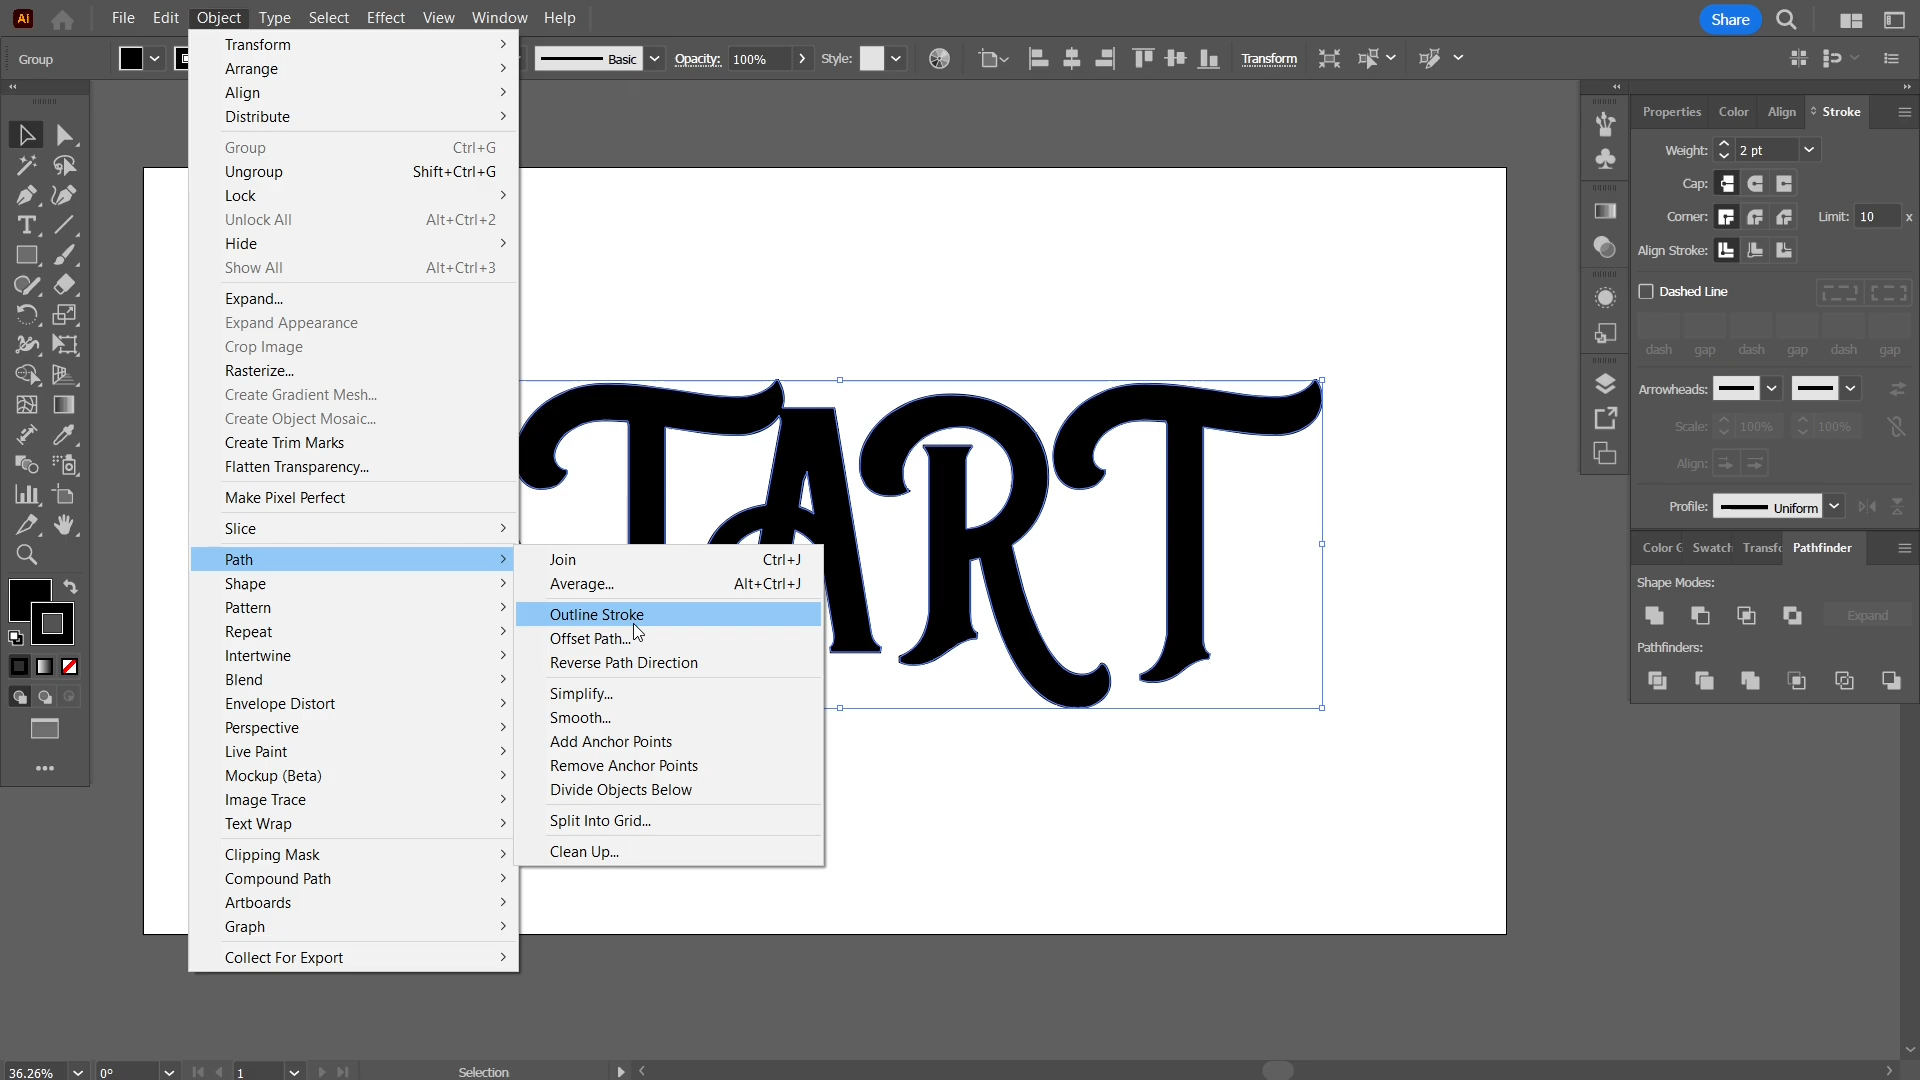 Ai File Edit Object Type Select Effect View Window Help Share
Group Basic Opacity: 100% Style: Transform
Transform
Arrange
Align
Distribute
Group Ctrl+G
Ungroup Shift+Ctrl+G
Lock
Unlock All Alt+Ctrl+2
Hide
Show All Alt+Ctrl+3
Expand...
Expand Appearance
Crop Image
Rasterize...
Create Gradient Mesh...
Create Object Mosaic...
Create Trim Marks
Flatten Transparency...
Make Pixel Perfect
Slice
Path
Shape
Pattern
Repeat
Intertwine
Blend
Envelope Distort
Perspective
Live Paint
Mockup (Beta)
Image Trace
Text Wrap
Clipping Mask
Compound Path
Artboards
Graph
Collect For Export
Join Ctrl+J
Average... Alt+Ctrl+J
Outline Stroke
Offset Path...
Reverse Path Direction
Simplify...
Smooth...
Add Anchor Points
Remove Anchor Points
Divide Objects Below
Split Into Grid...
Clean Up...
TART
Properties Color Align Stroke
Weight: 2 pt
Cap:
Corner: Limit: 10 x
Align Stroke:
Dashed Line
dash gap dash gap dash gap
Arrowheads:
Scale: 100% 100%
Align:
Profile: Uniform
Color G Swatch Transfo Pathfinder
Shape Modes:
Expand
Pathfinders:
36.26% 0° 1 Selection